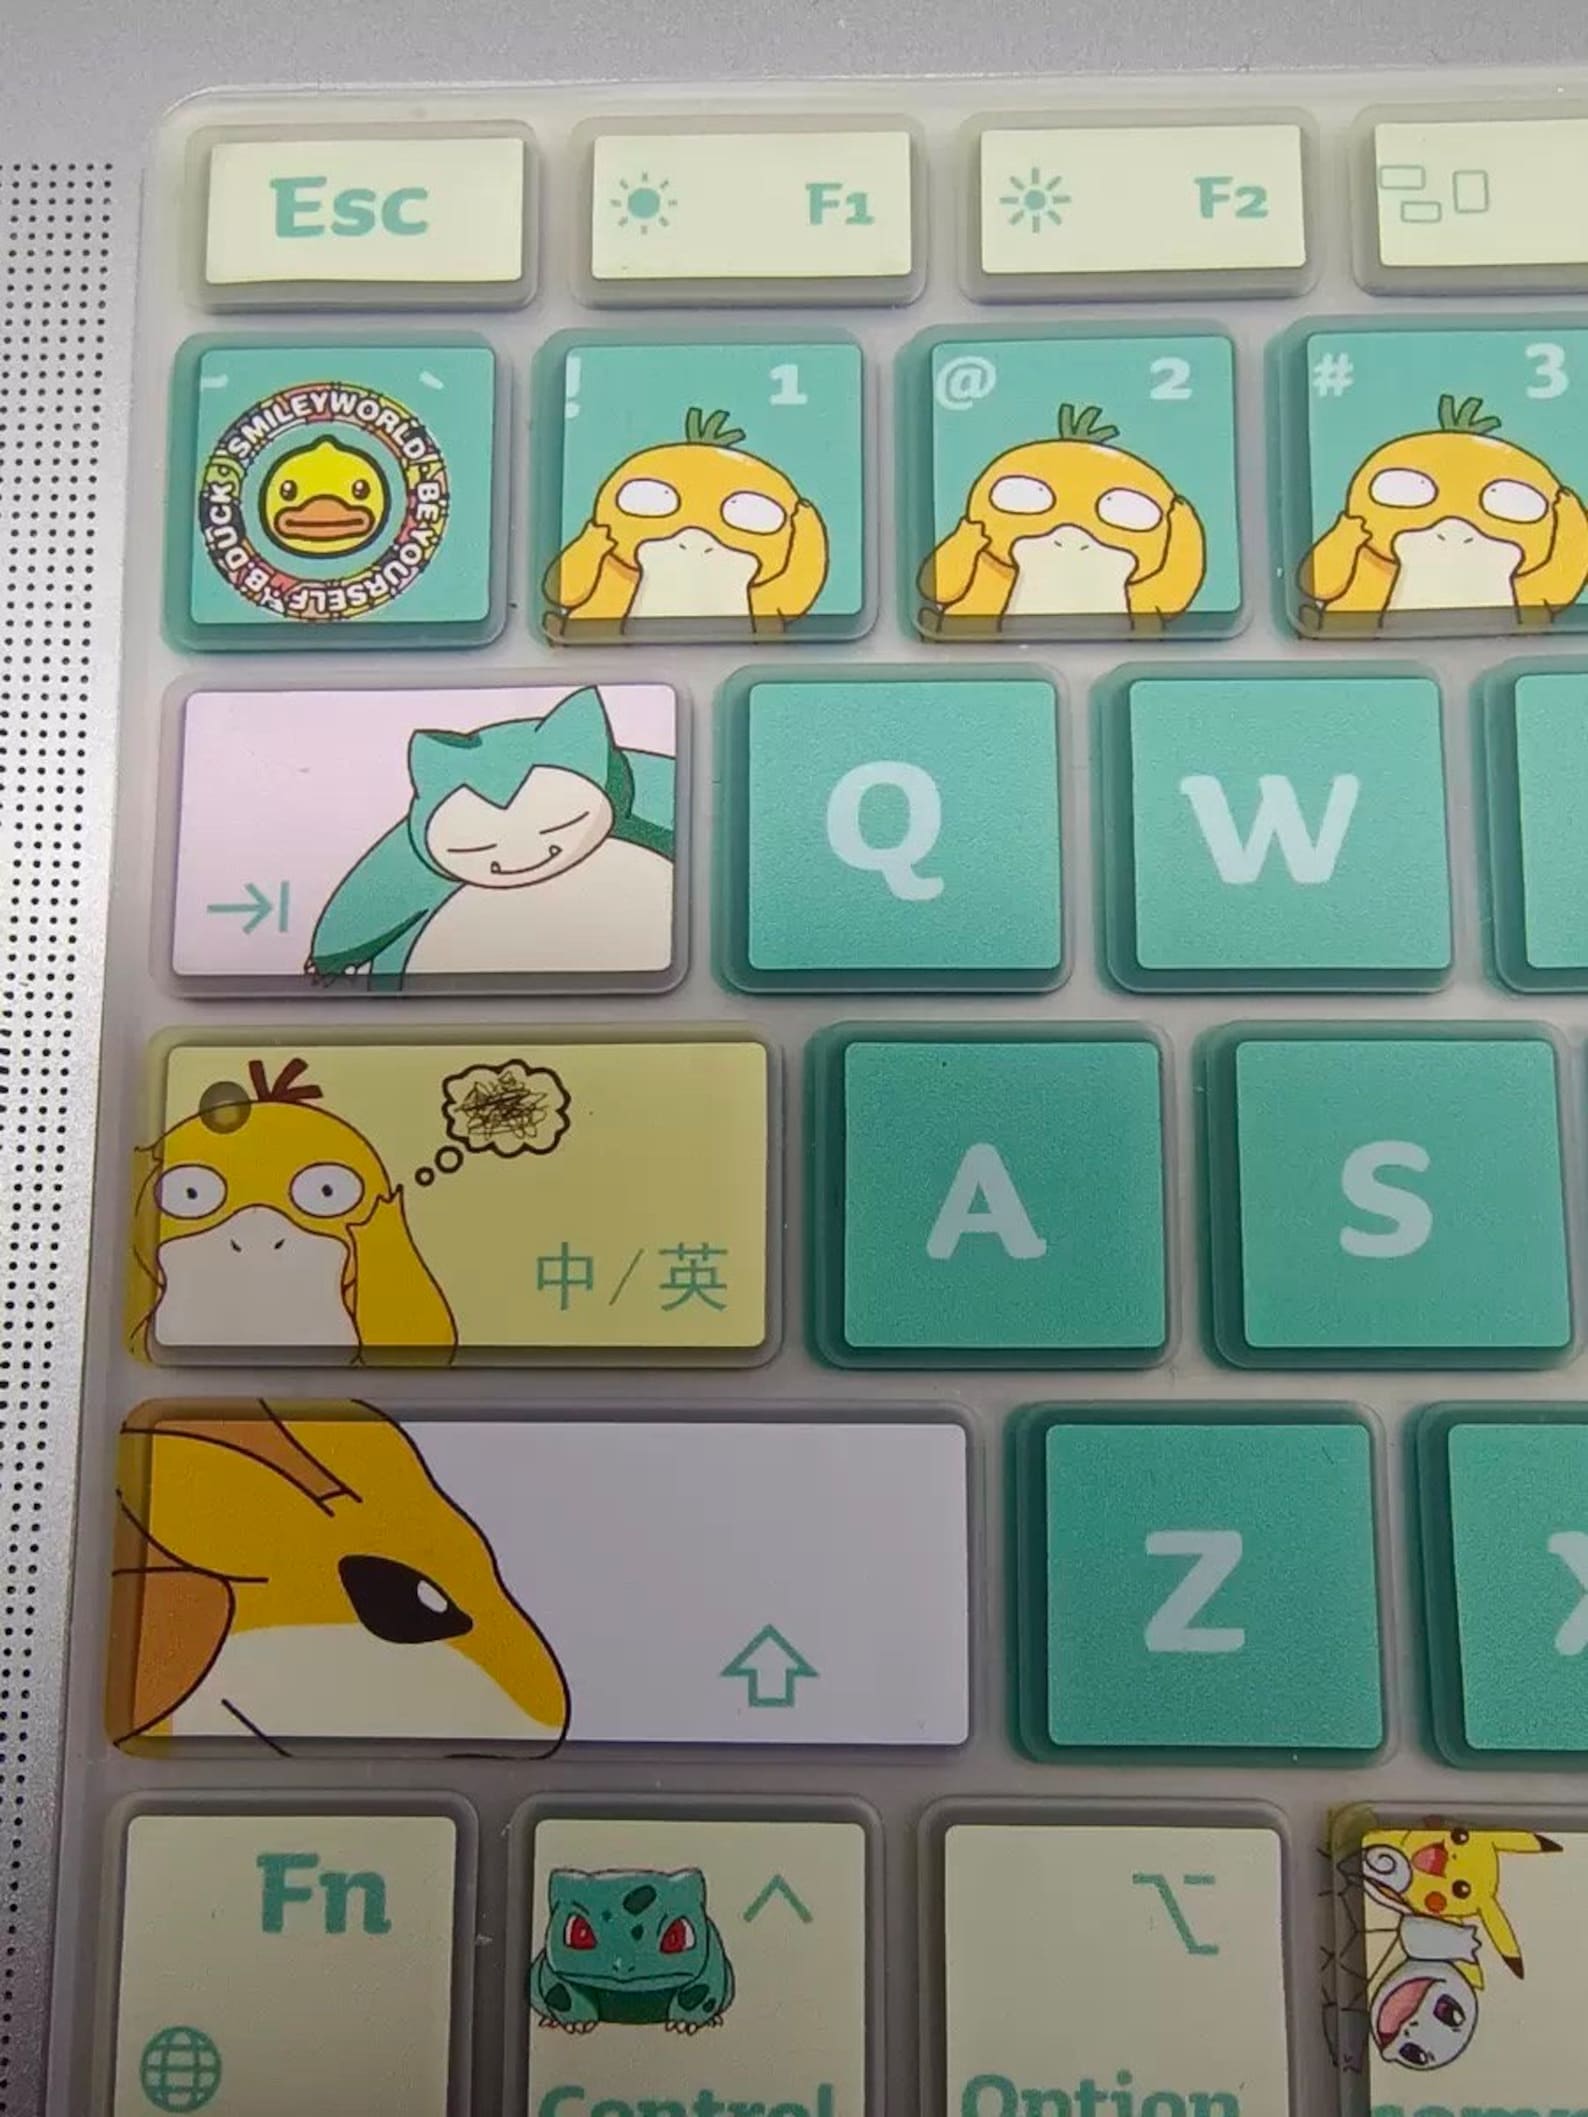 Esc
F1
F2
~ `
SMILEYWORLD
BE YOURSELF
B.DUCK
! 1
@ 2
# 3
Q
W
中/英
A
S
Z
X
Fn
Control
Option